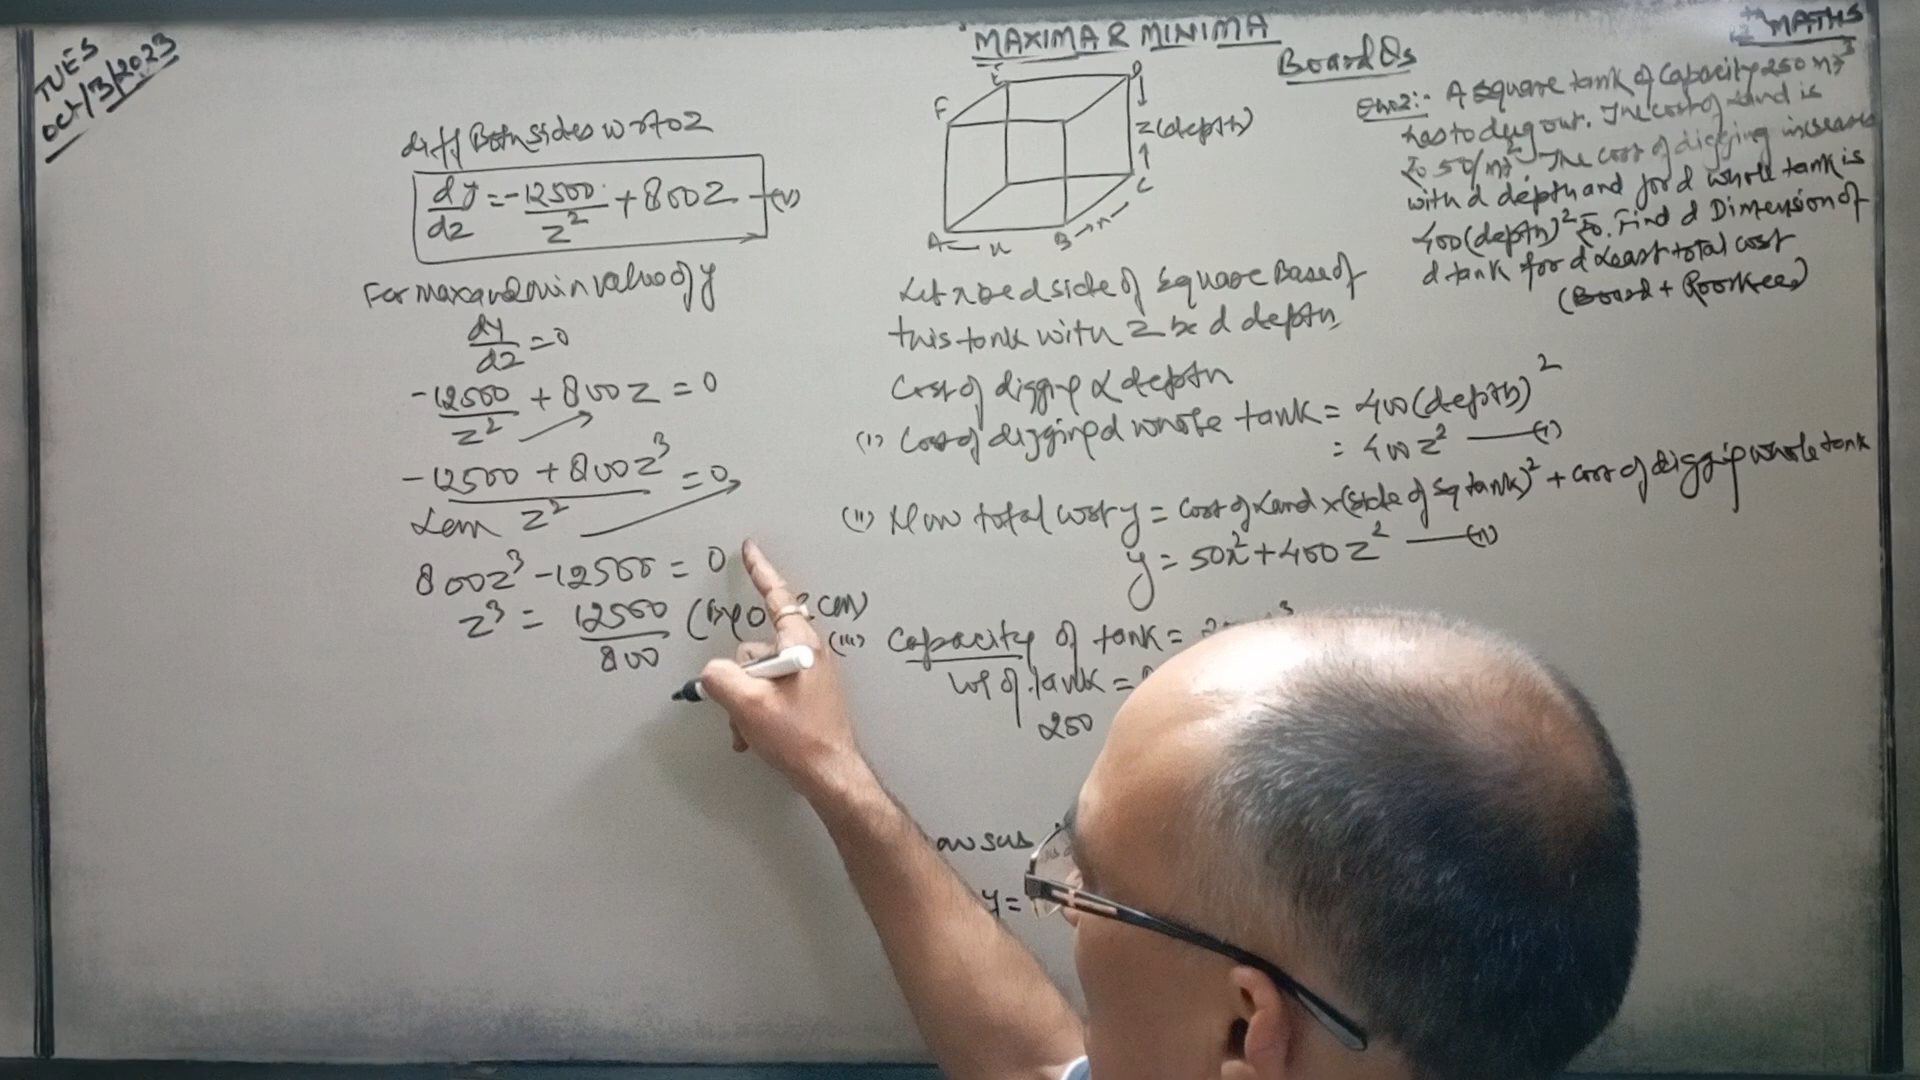 TUES
Oct/3/2023
MAXIMA & MINIMA
Board Qs
12th MATHS
diff Both sides w r to z
dy/dz = -12500/z² + 800z
For max and min value of y
dy/dz = 0
-12500/z² + 800z = 0
-12500 + 800z³ = 0
Lcm z²
800z³ - 12500 = 0
z³ = 12500/800
F
D
z (depth)
C
A
x
B
x
A square tank of capacity 250 m³
has to dug out. The cost of land is
50/m². The cost of digging increases
with d depth and for d whole tank is
400(depth)². Find d Dimension of
d tank for d Least total cost
(Board + Roorkee)
Let x be d side of square Base of
this tank with z be d depth
Cost of digging ∝ depth
(I) Cost of digging d whole tank = 400(depth)²
= 400z² —(I)
(II) Now total cost y = cost of Land × (side of sq tank)² + cost of digging whole tank
y = 50x² + 400z² —(II)
(III) Capacity of tank =
of tank =
250
y =